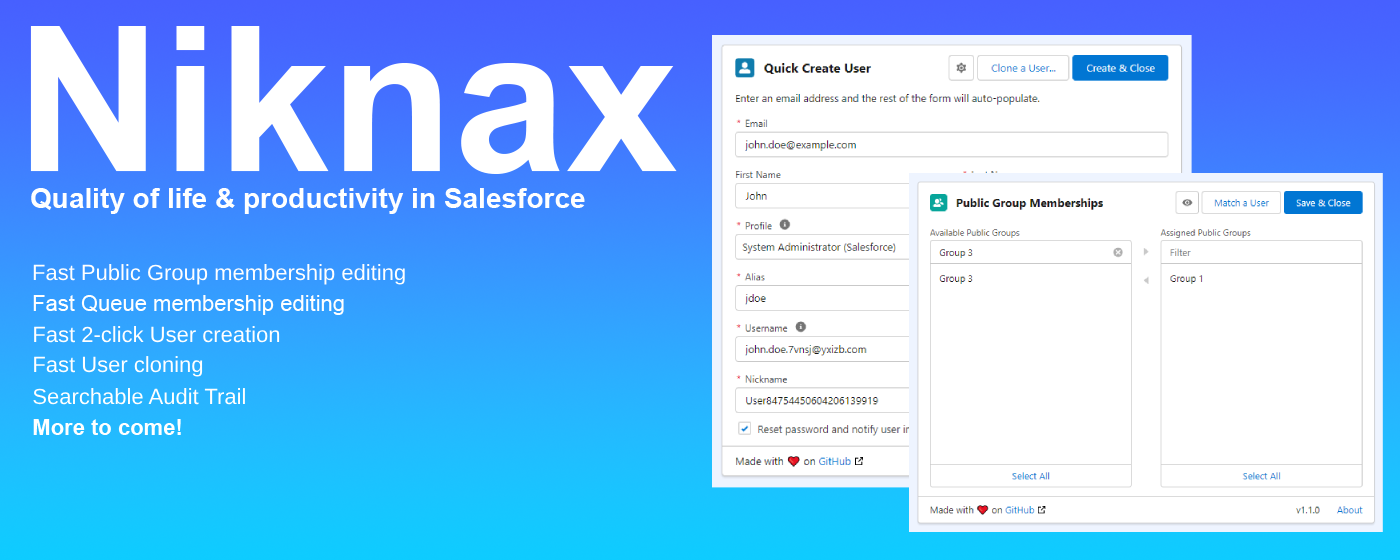 Niknax
Quality of life & productivity in Salesforce
Fast Public Group membership editing
Fast Queue membership editing
Fast 2-click User creation
Fast User cloning
Searchable Audit Trail
More to come!
Quick Create User
Clone a User...
Create & Close
Enter an email address and the rest of the form will auto-populate.
* Email
john.doe@example.com
First Name
John
* Profile
System Administrator (Salesforce)
* Alias
jdoe
* Username
john.doe.7vnsj@yxizb.com
* Nickname
User84754450604206139919
Reset password and notify user
Made with ❤ on GitHub
Public Group Memberships
Match a User
Save & Close
Available Public Groups
Assigned Public Groups
Group 3
Filter
Group 3
Group 1
Select All
Select All
Made with ❤ on GitHub
v1.1.0
About